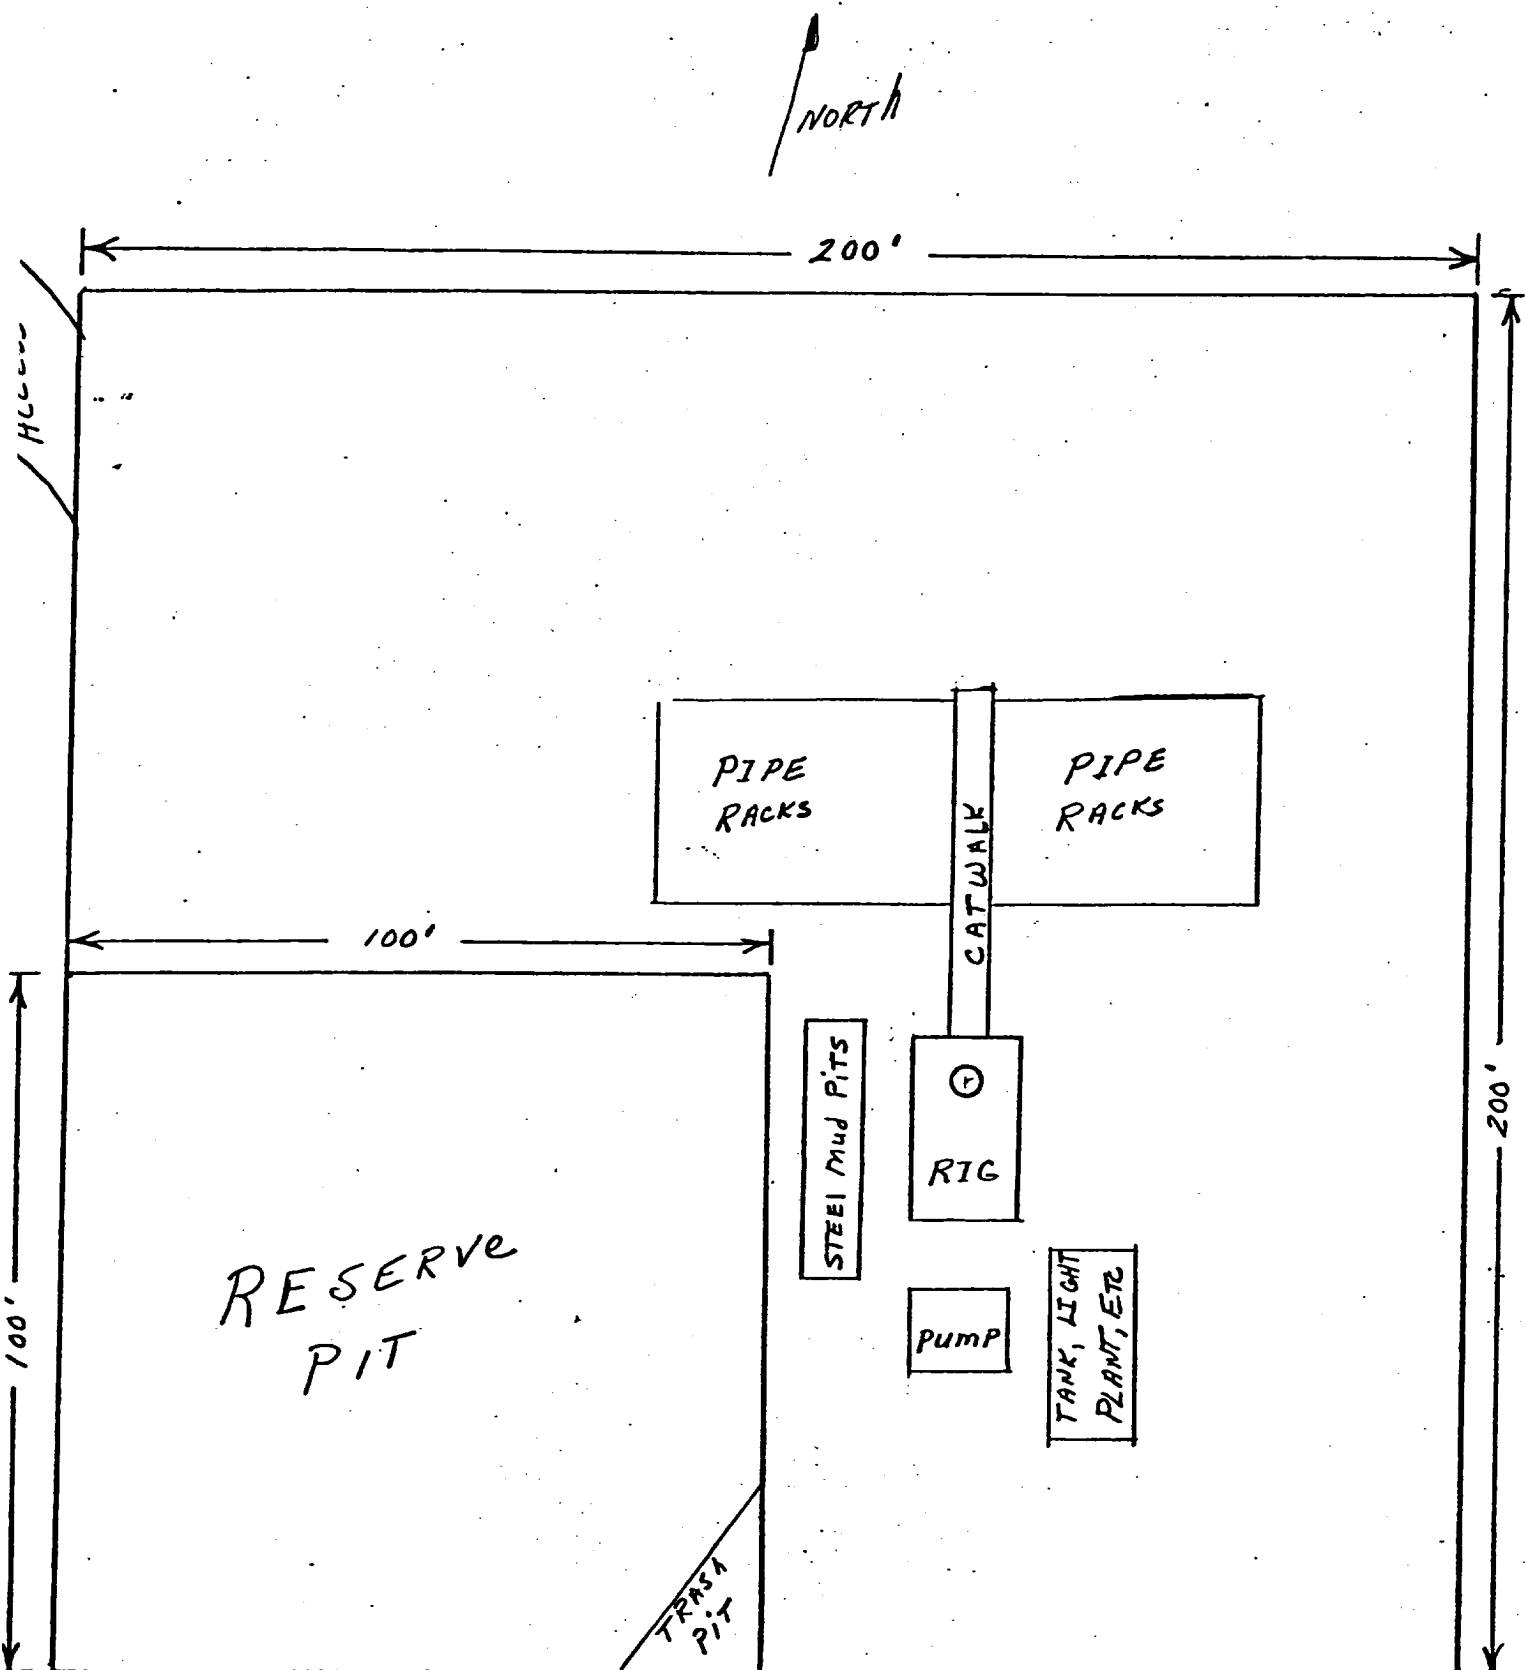 NORTH
200'
PIPE
RACKS
PIPE
RACKS
CATWALK
100'
STEEl mud PiTS
RIG
200'
RESERVe
PIT
100'
PumP
TANK, LIGHT
PLANT, ETC
TRASh
PiT